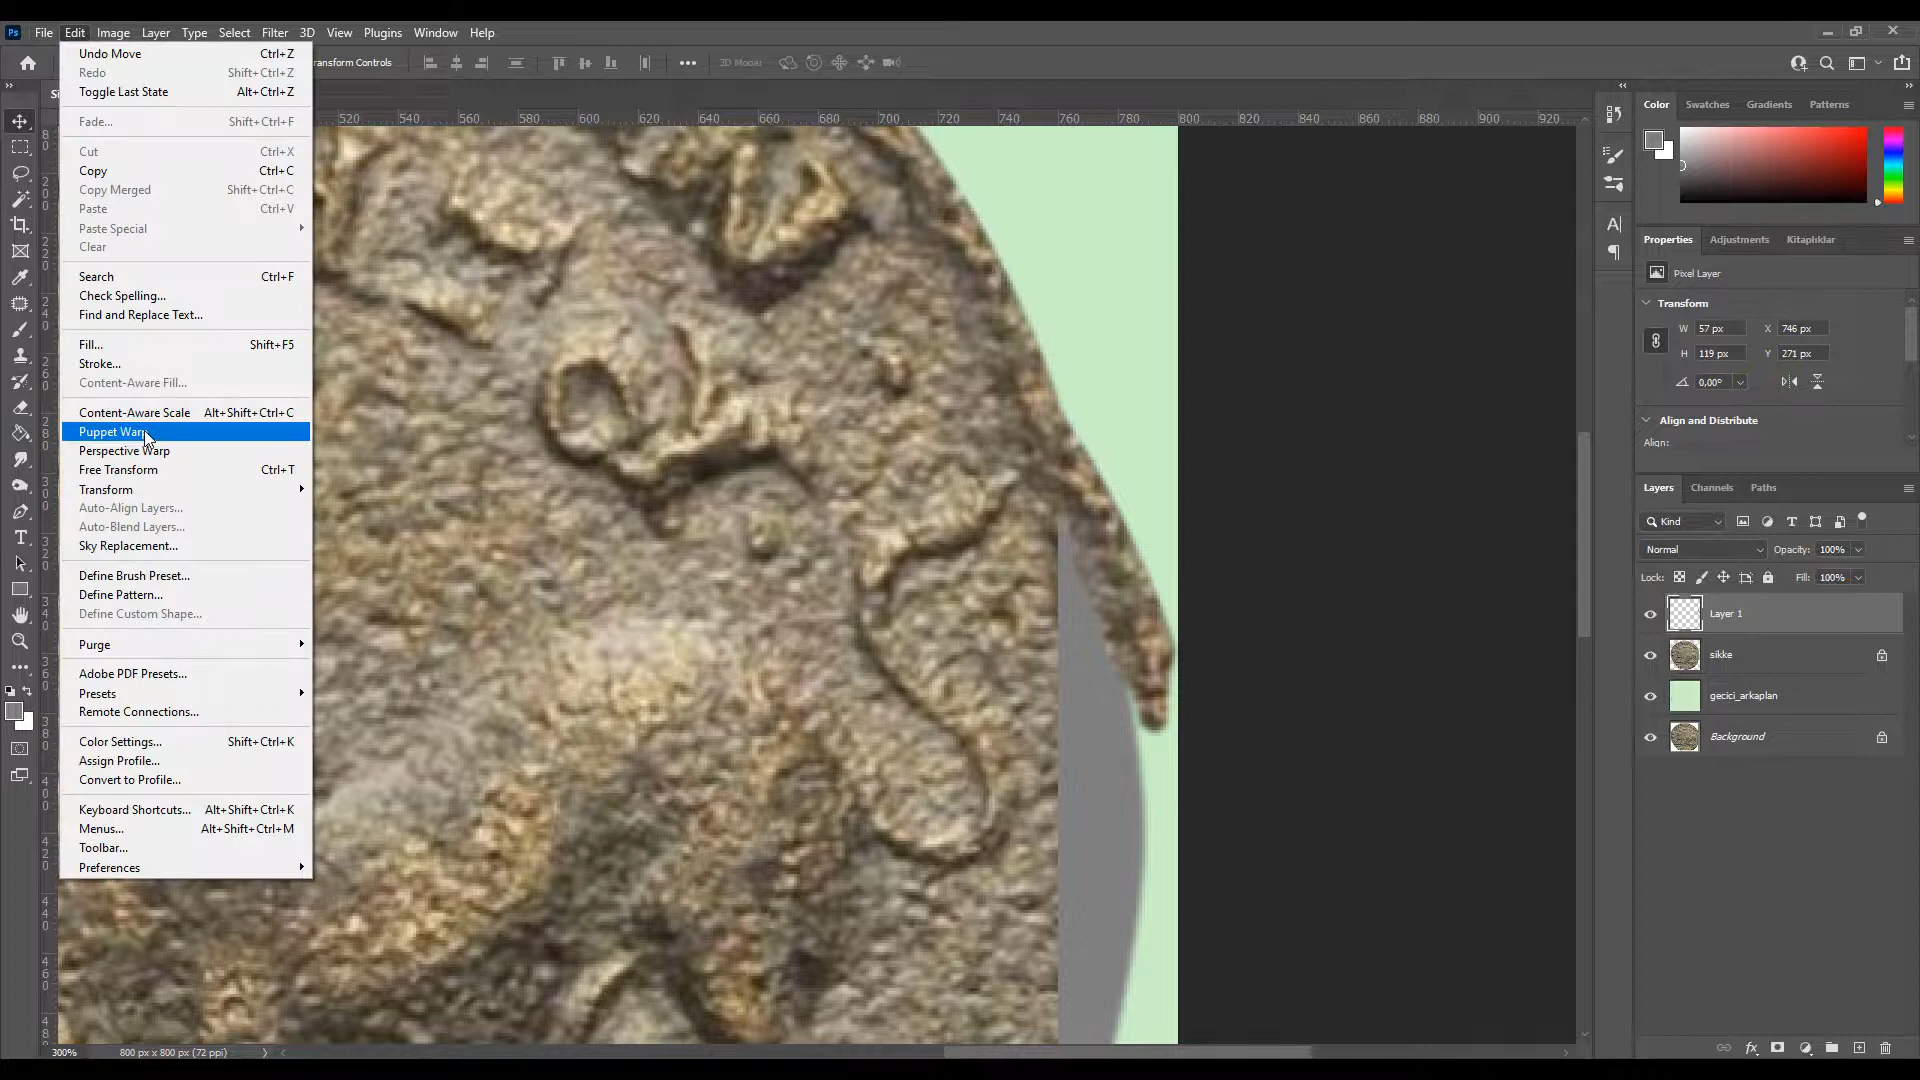 Ps File Edit Image Layer Type Select Filter 3D View Plugins Window Help
Undo Move Ctrl+Z
Redo Shift+Ctrl+Z
Toggle Last State Alt+Ctrl+Z
Fade... Shift+Ctrl+F
Cut Ctrl+X
Copy Ctrl+C
Copy Merged Shift+Ctrl+C
Paste Ctrl+V
Paste Special
Clear
Search Ctrl+F
Check Spelling...
Find and Replace Text...
Fill... Shift+F5
Stroke...
Content-Aware Fill...
Content-Aware Scale Alt+Shift+Ctrl+C
Puppet Warp
Perspective Warp
Free Transform Ctrl+T
Transform
Auto-Align Layers...
Auto-Blend Layers...
Sky Replacement...
Define Brush Preset...
Define Pattern...
Define Custom Shape...
Purge
Adobe PDF Presets...
Presets
Remote Connections...
Color Settings... Shift+Ctrl+K
Assign Profile...
Convert to Profile...
Keyboard Shortcuts... Alt+Shift+Ctrl+K
Menus... Alt+Shift+Ctrl+M
Toolbar...
Preferences
Transform Controls
3D Mode:
520 540 560 580 600 620 640 660 680 700 720 740 760 780 800 820 840 860 880 900 920
Color Swatches Gradients Patterns
Properties Adjustments Kitaplıklar
Pixel Layer
Transform
W 57 px X 746 px
H 119 px Y 271 px
0,00°
Align and Distribute
Align:
Layers Channels Paths
Kind
Normal Opacity: 100%
Lock: Fill: 100%
Layer 1
sikke
gecici_arkaplan
Background
fx
300% 800 px x 800 px (72 ppi)